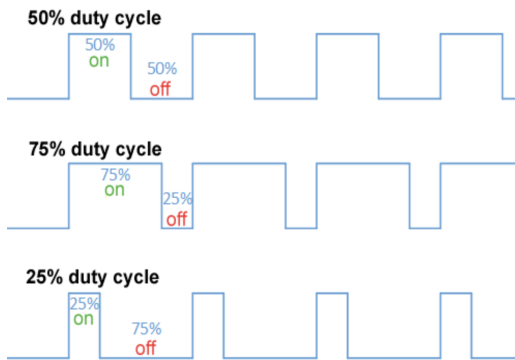 50% duty cycle
50%
on
50%
off
75% duty cycle
75%
on
25%
off
25% duty cycle
25%
on
75%
off